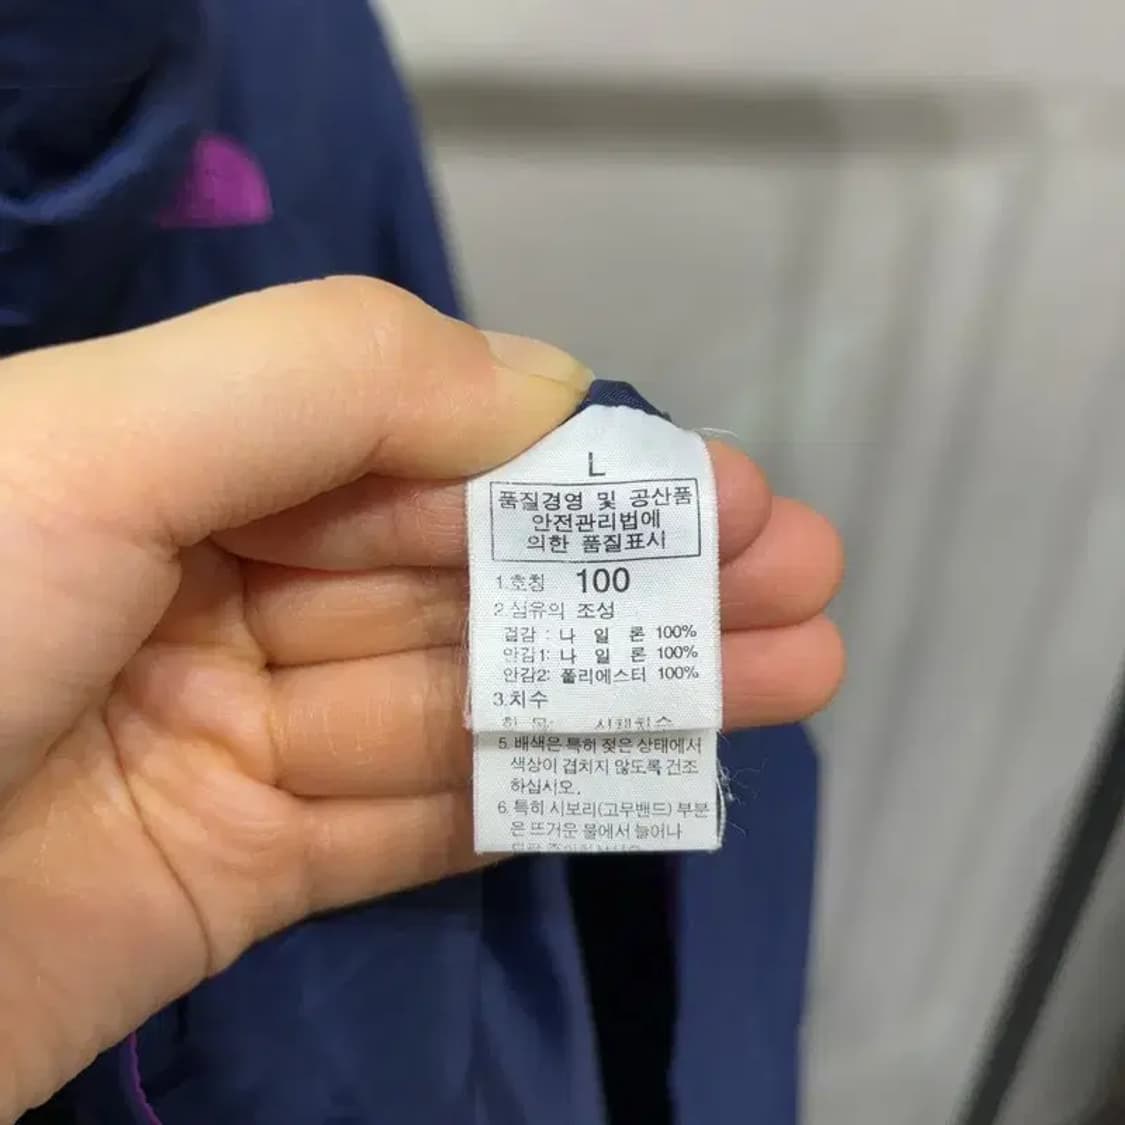 L
품질경영 및 공산품
안전관리법에
의한 품질표시
1.호칭 100
2.섬유의 조성
겉감 : 나 일 론 100%
안감1: 나 일 론 100%
안감2: 폴리에스터 100%
3.치수
5. 배색은 특히 젖은 상태에서
색상이 겹치지 않도록 건조
하십시오.
6. 특히 시보리(고무밴드) 부분
은 뜨거운 물에서 늘어나